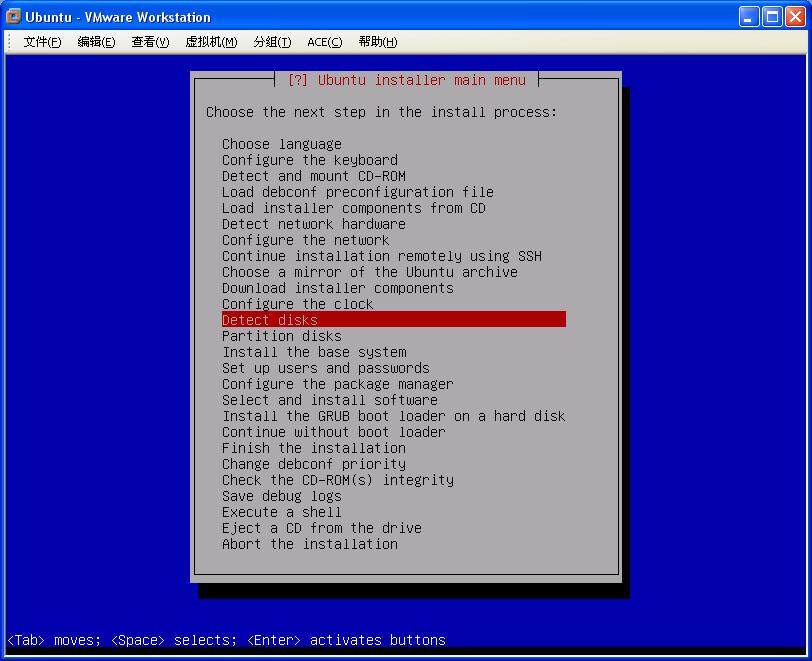 Ubuntu - VMware Workstation
文件(F) 编辑(E) 查看(V) 虚拟机(M) 分组(T) ACE(C) 帮助(H)
[?] Ubuntu installer main menu
Choose the next step in the install process:
Choose language
Configure the keyboard
Detect and mount CD-ROM
Load debconf preconfiguration file
Load installer components from CD
Detect network hardware
Configure the network
Continue installation remotely using SSH
Choose a mirror of the Ubuntu archive
Download installer components
Configure the clock
Detect disks
Partition disks
Install the base system
Set up users and passwords
Configure the package manager
Select and install software
Install the GRUB boot loader on a hard disk
Continue without boot loader
Finish the installation
Change debconf priority
Check the CD-ROM(s) integrity
Save debug logs
Execute a shell
Eject a CD from the drive
Abort the installation
<Tab> moves; <Space> selects; <Enter> activates buttons